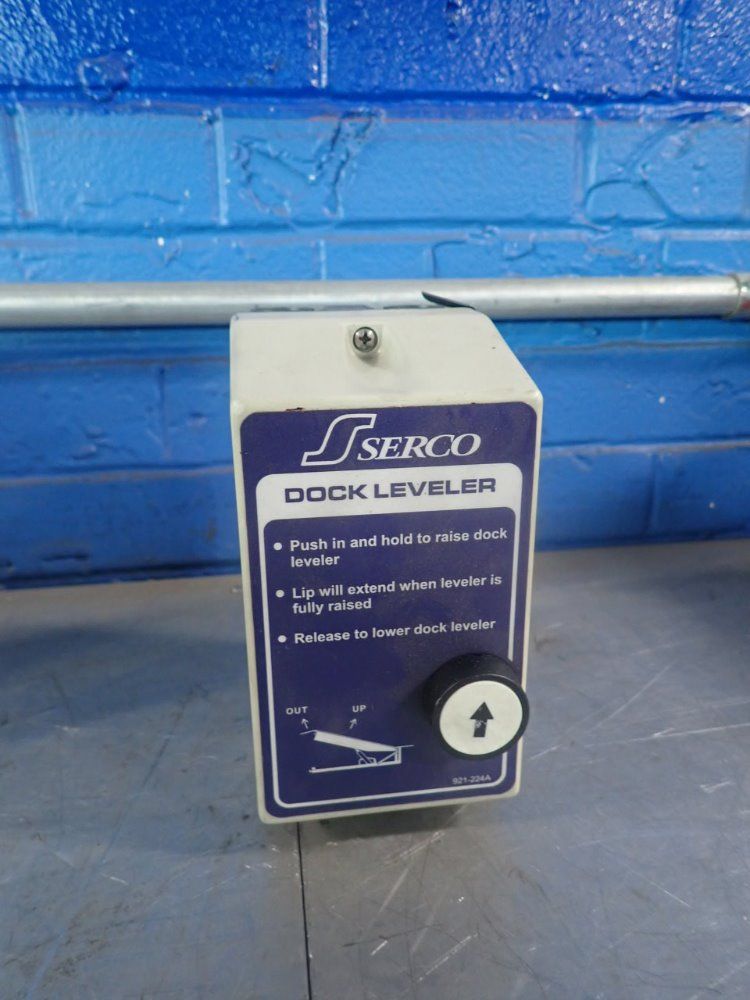 SERCO
DOCK LEVELER
• Push in and hold to raise dock
leveler
• Lip will extend when leveler is
fully raised
• Release to lower dock leveler
OUT UP
921-224A